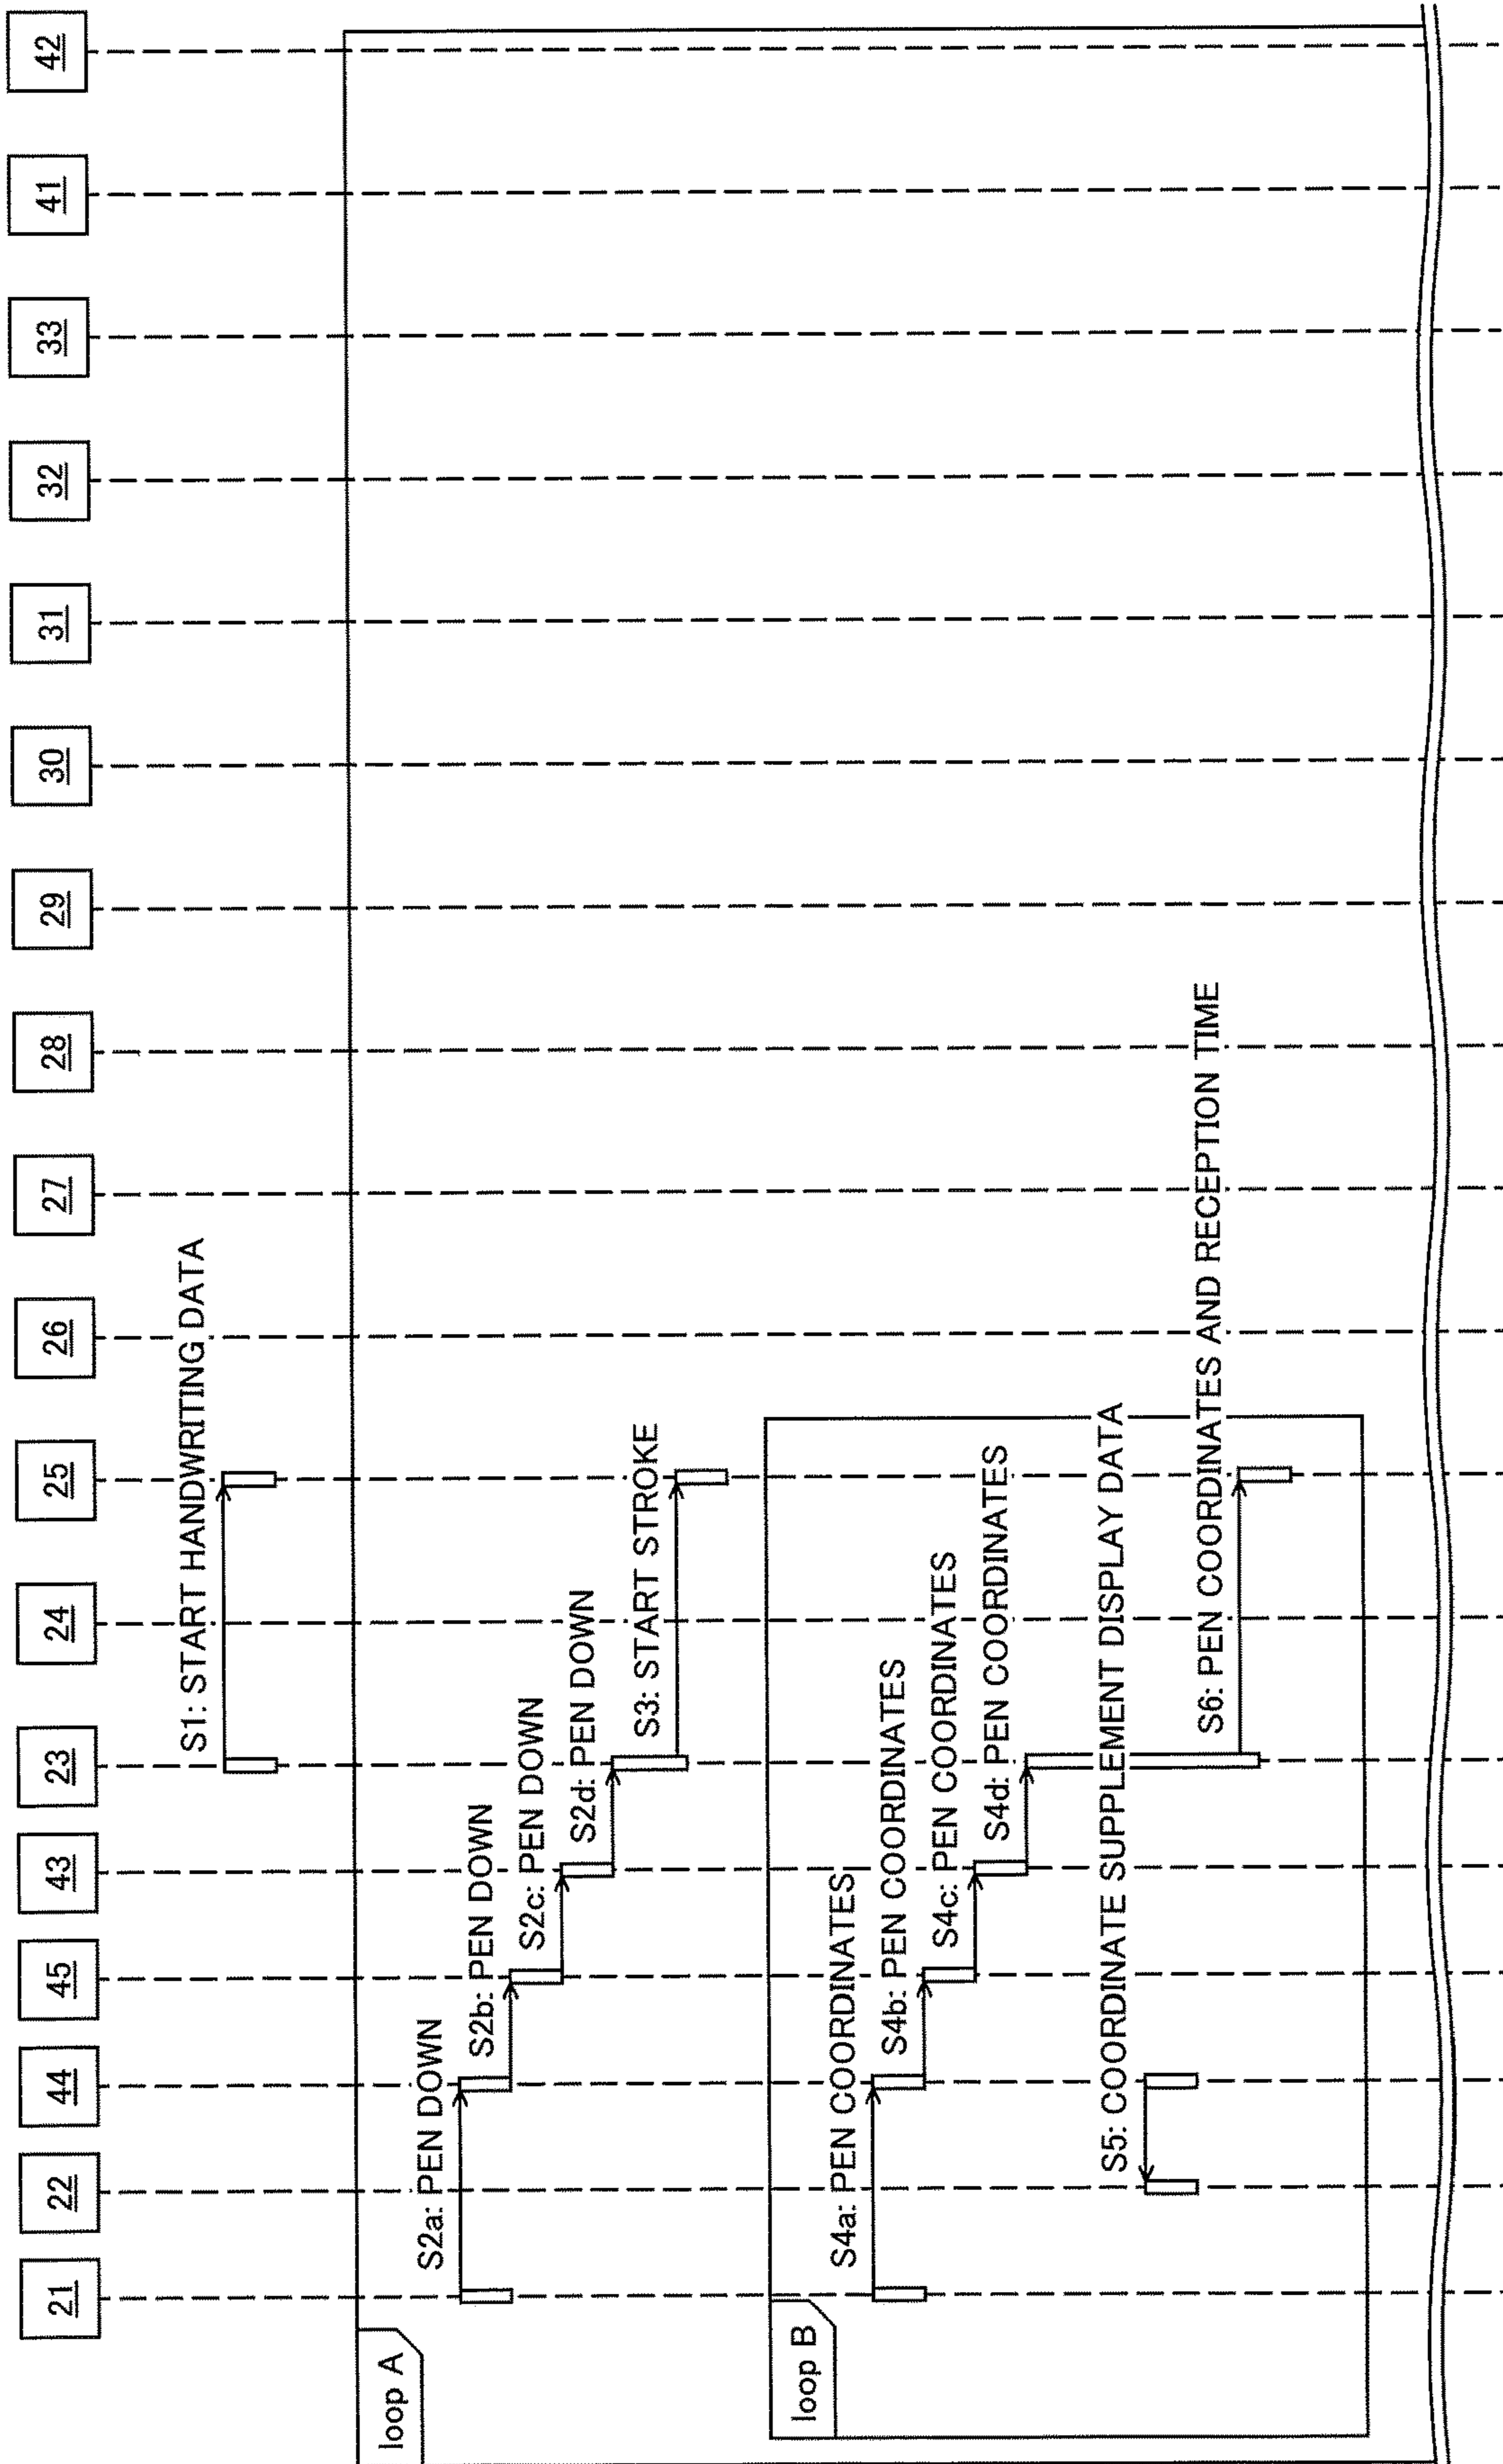 21
22
44
45
43
23
24
25
26
27
28
29
30
31
32
33
41
42
S1: START HANDWRITING DATA
loop A
S2a: PEN DOWN
S2b: PEN DOWN
S2c: PEN DOWN
S2d: PEN DOWN
S3: START STROKE
loop B
S4a: PEN COORDINATES
S4b: PEN COORDINATES
S4c: PEN COORDINATES
S4d: PEN COORDINATES
S5: COORDINATE SUPPLEMENT DISPLAY DATA
S6: PEN COORDINATES AND RECEPTION TIME